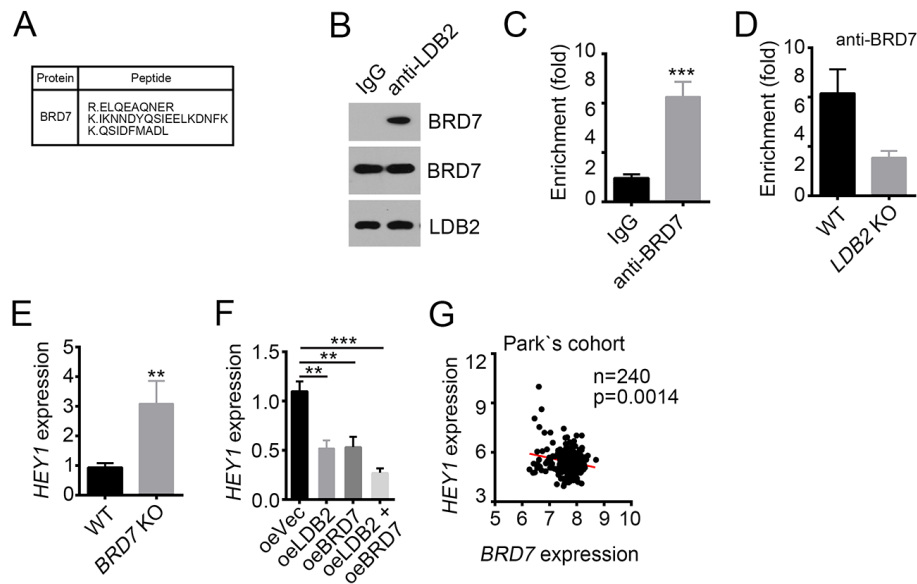 A
Protein Peptide
BRD7
R.ELQEAQNER
K.IKNNDYQSIEELKDNFK
K.QSIDFMADL
B
IgG
anti-LDB2
BRD7
BRD7
LDB2
C
Enrichment (fold)
10
8
6
4
2
0
***
IgG
anti-BRD7
D
anti-BRD7
Enrichment (fold)
10
8
6
4
2
0
WT
LDB2 KO
E
HEY1 expression
5
4
3
2
1
0
**
WT
BRD7 KO
F
HEY1 expression
1.5
1.0
0.5
0.0
***
**
**
oeVec
oeLDB2
oeBRD7
oeLDB2 +
oeBRD7
G
Park`s cohort
n=240
p=0.0014
HEY1 expression
12
9
6
3
5 6 7 8 9 10
BRD7 expression